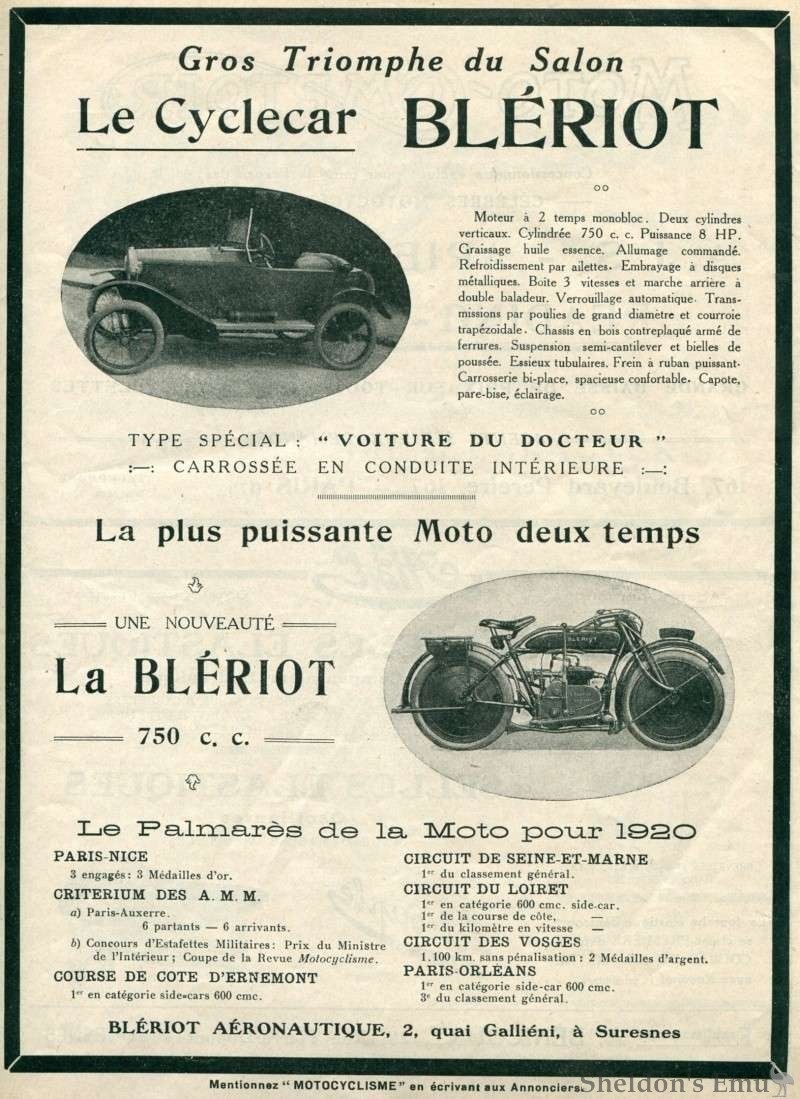 Gros Triomphe du Salon
Le Cyclecar BLÉRIOT
Moteur à 2 temps monobloc. Deux cylindres
verticaux. Cylindrée 750 c. c. Puissance 8 HP.
Graissage huile essence. Allumage commandé.
Refroidissement par ailettes. Embrayage à disques
métalliques. Boite 3 vitesses et marche arrière à
double baladeur. Verrouillage automatique. Trans-
missions par poulies de grand diamètre et courroie
trapézoidale. Chassis en bois contreplaqué armé de
ferrures. Suspension semi-cantilever et bielles de
poussée. Essieux tubulaires. Frein à ruban puissant.
Carrosserie bi-place, spacieuse confortable. Capote,
pare-bise, éclairage.
TYPE SPÉCIAL : " VOITURE DU DOCTEUR "
:—: CARROSSÉE EN CONDUITE INTÉRIEURE :—:
La plus puissante Moto deux temps
UNE NOUVEAUTÉ
La BLÉRIOT
750 c. c.
BLERIOT
Le Palmarès de la Moto pour 1920
PARIS-NICE
3 engagés: 3 Médailles d'or.
CRITERIUM DES A. M. M.
a) Paris-Auxerre.
6 partants — 6 arrivants.
b) Concours d'Estafettes Militaires: Prix du Ministre
de l'Intérieur ; Coupe de la Revue Motocyclisme.
COURSE DE COTE D'ERNEMONT
1er en catégorie side-cars 600 cmc.
CIRCUIT DE SEINE-ET-MARNE
1er du classement général.
CIRCUIT DU LOIRET
1er en catégorie 600 cmc. side-car.
1er de la course de côte, —
1er du kilomètre en vitesse —
CIRCUIT DES VOSGES
1.100 km. sans pénalisation : 2 Médailles d'argent.
PARIS-ORLÉANS
1er en catégorie side-car 600 cmc.
3e du classement général.
BLÉRIOT AÉRONAUTIQUE, 2, quai Galliéni, à Suresnes
Mentionnez " MOTOCYCLISME" en écrivant aux Annonciers.
Sheldon's Emu